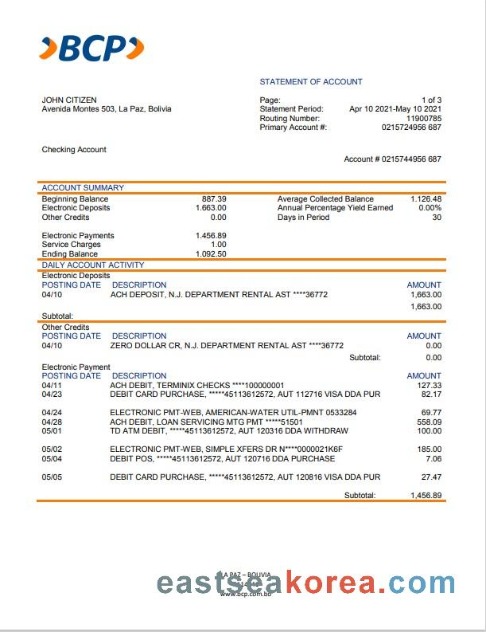 BCP
STATEMENT OF ACCOUNT
JOHN CITIZEN
Avenida Montes 503, La Paz, Bolivia
Page: 1 of 3
Statement Period: Apr 10 2021-May 10 2021
Routing Number: 11900785
Primary Account #: 0215724956 687
Checking Account
Account # 0215744956 687
ACCOUNT SUMMARY
Beginning Balance 887.39 Average Collected Balance 1.126.48
Electronic Deposits 1.663.00 Annual Percentage Yield Earned 0.00%
Other Credits 0.00 Days in Period 30
Electronic Payments 1.456.89
Service Charges 1.00
Ending Balance 1.092.50
DAILY ACCOUNT ACTIVITY
Electronic Deposits
POSTING DATE DESCRIPTION AMOUNT
04/10 ACH DEPOSIT, N.J. DEPARTMENT RENTAL AST ****36772 1,663.00
1,663.00
Subtotal:
Other Credits
POSTING DATE DESCRIPTION AMOUNT
04/10 ZERO DOLLAR CR, N.J. DEPARTMENT RENTAL AST ****36772 0.00
Subtotal: 0.00
Electronic Payment
POSTING DATE DESCRIPTION AMOUNT
04/11 ACH DEBIT, TERMINIX CHECKS ****100000001 127.33
04/23 DEBIT CARD PURCHASE, *****45113612572, AUT 112716 VISA DDA PUR 82.17
04/24 ELECTRONIC PMT-WEB, AMERICAN-WATER UTIL-PMNT 0533284 69.77
04/28 ACH DEBIT, LOAN SERVICING MTG PMT *****51501 558.09
05/01 TD ATM DEBIT, *****45113612572, AUT 120316 DDA WITHDRAW 100.00
05/02 ELECTRONIC PMT-WEB, SIMPLE XFERS DR N****0000021K6F 185.00
05/04 DEBIT POS, *****45113612572, AUT 120716 DDA PURCHASE 7.06
05/05 DEBIT CARD PURCHASE, *****45113612572, AUT 120816 VISA DDA PUR 27.47
Subtotal: 1,456.89
LA PAZ – BOLIVIA
eastseakorea.com
www.bcp.com.bo